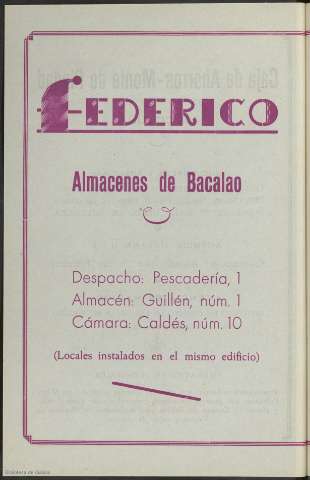 FEDERICO
Almacenes de Bacalao
Despacho: Pescadería, 1
Almacén: Guillén, núm. 1
Cámara: Caldés, núm. 10
(Locales instalados en el mismo edificio)